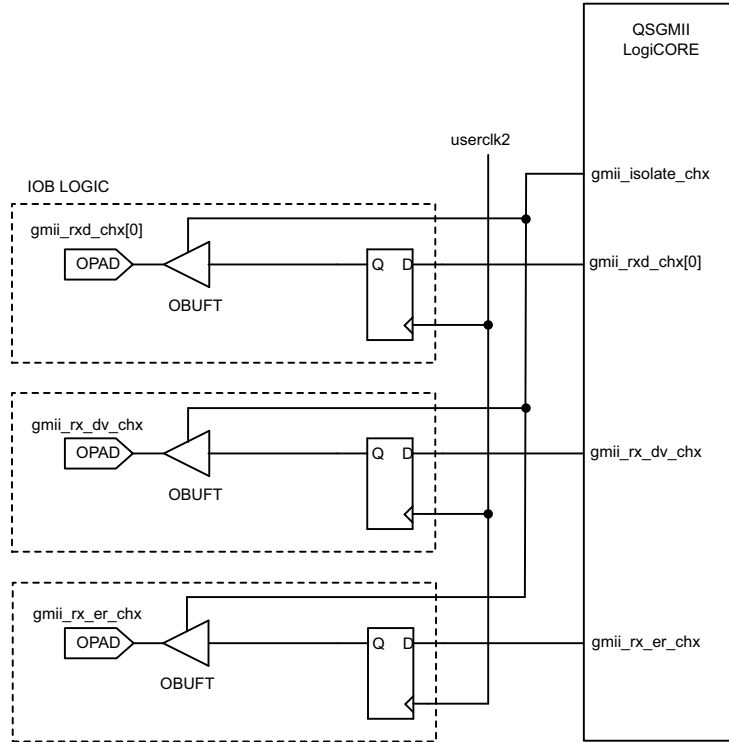 QSGMII
LogiCORE
userclk2
gmii_isolate_chx
IOB LOGIC
gmii_rxd_chx[0]
OPAD
OBUFT
Q D
gmii_rxd_chx[0]
gmii_rx_dv_chx
OPAD
OBUFT
Q D
gmii_rx_dv_chx
gmii_rx_er_chx
OPAD
OBUFT
Q D
gmii_rx_er_chx